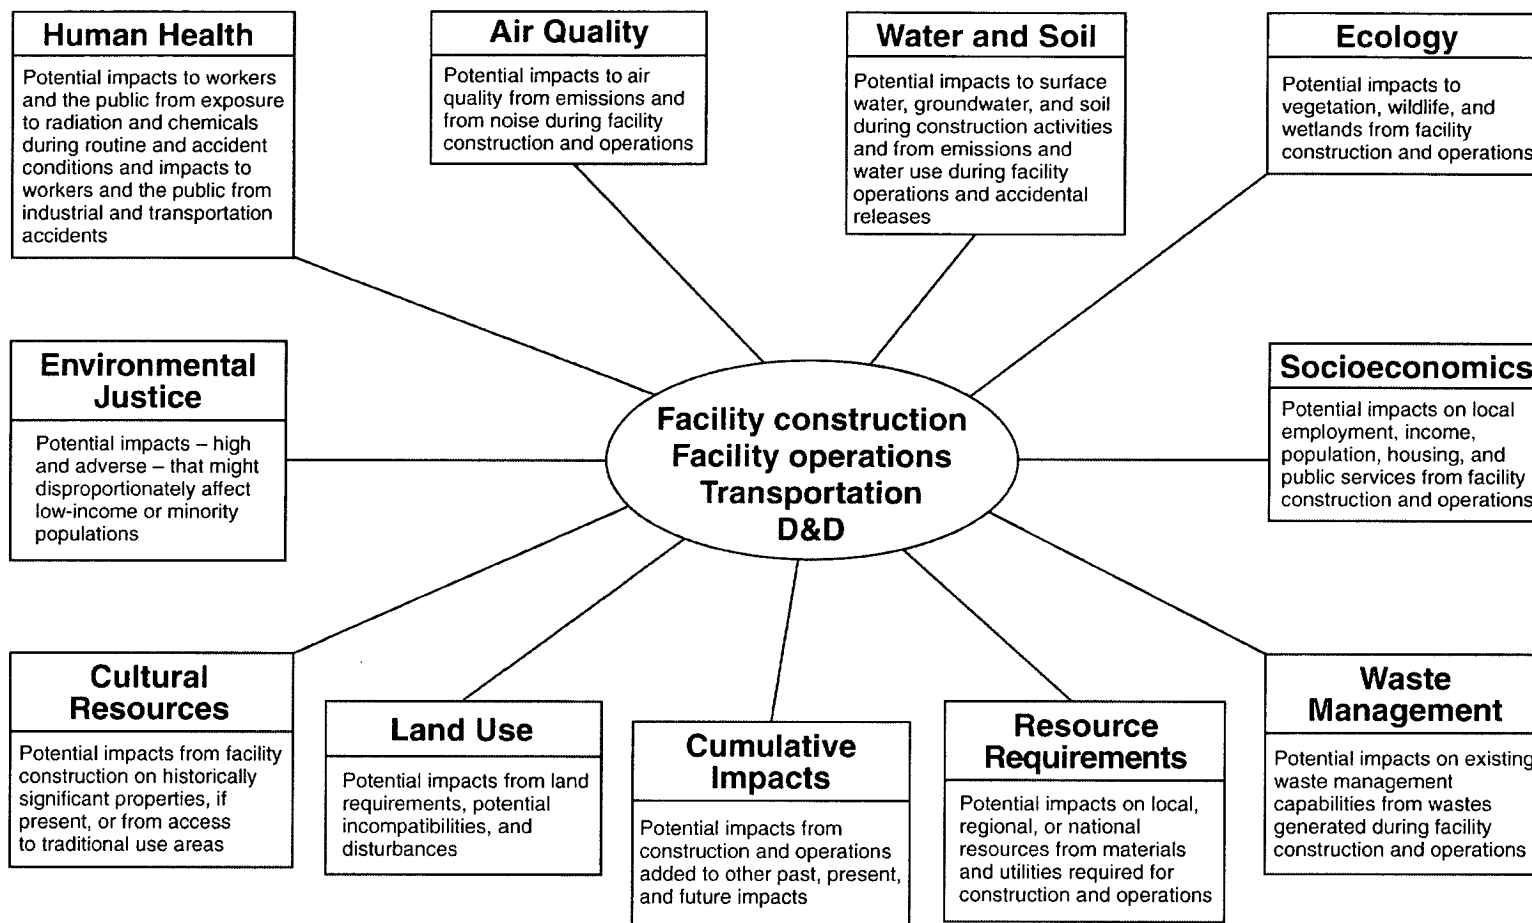 Human Health
Potential impacts to workers
and the public from exposure
to radiation and chemicals
during routine and accident
conditions and impacts to
workers and the public from
industrial and transportation
accidents
Air Quality
Potential impacts to air
quality from emissions and
from noise during facility
construction and operations
Water and Soil
Potential impacts to surface
water, groundwater, and soil
during construction activities
and from emissions and
water use during facility
operations and accidental
releases
Ecology
Potential impacts to
vegetation, wildlife, and
wetlands from facility
construction and operations
Environmental
Justice
Potential impacts – high
and adverse – that might
disproportionately affect
low-income or minority
populations
Facility construction
Facility operations
Transportation
D&D
Socioeconomics
Potential impacts on local
employment, income,
population, housing, and
public services from facility
construction and operations
Cultural
Resources
Potential impacts from facility
construction on historically
significant properties, if
present, or from access
to traditional use areas
Land Use
Potential impacts from land
requirements, potential
incompatibilities, and
disturbances
Cumulative
Impacts
Potential impacts from
construction and operations
added to other past, present,
and future impacts
Resource
Requirements
Potential impacts on local,
regional, or national
resources from materials
and utilities required for
construction and operations
Waste
Management
Potential impacts on existing
waste management
capabilities from wastes
generated during facility
construction and operations